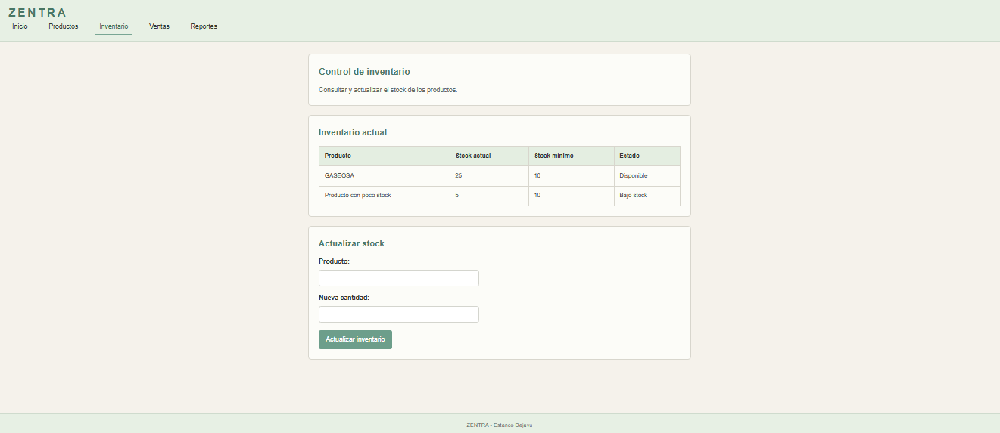 ZENTRA
Inicio Productos Inventario Ventas Reportes
Control de inventario
Consultar y actualizar el stock de los productos.
Inventario actual
Producto Stock actual Stock mínimo Estado
GASEOSA 25 10 Disponible
Producto con poco stock 5 10 Bajo stock
Actualizar stock
Producto:
Nueva cantidad:
Actualizar inventario
ZENTRA - Estanco Dejavu